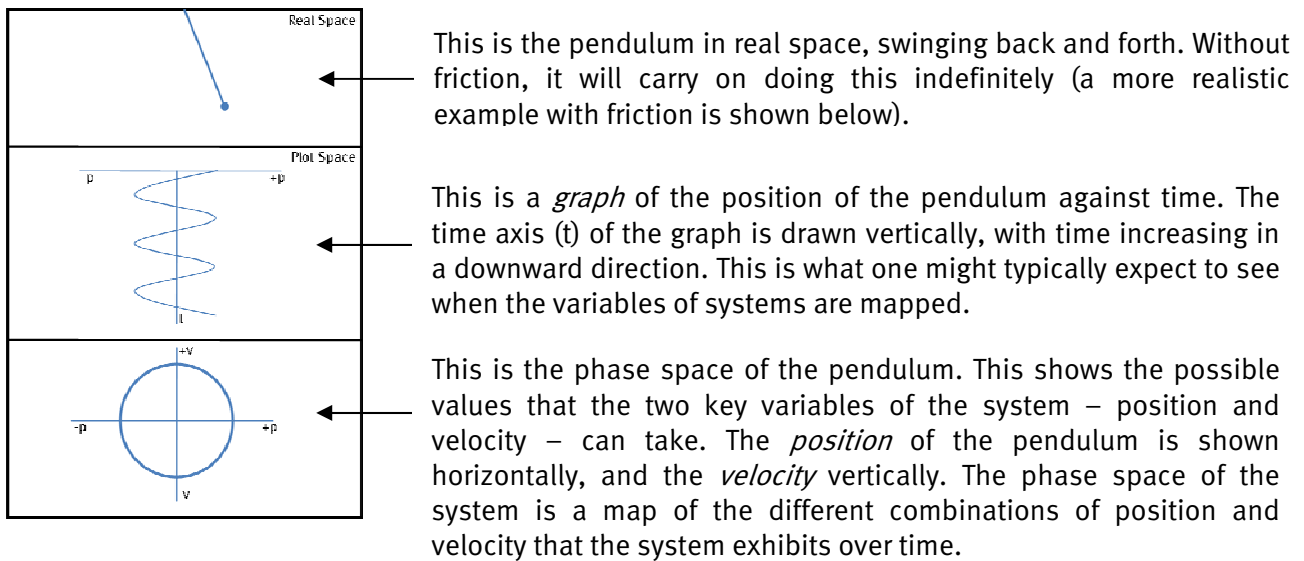 Real Space
This is the pendulum in real space, swinging back and forth. Without
friction, it will carry on doing this indefinitely (a more realistic
example with friction is shown below).
Plot Space
p
+p
t
This is a graph of the position of the pendulum against time. The
time axis (t) of the graph is drawn vertically, with time increasing in
a downward direction. This is what one might typically expect to see
when the variables of systems are mapped.
+v
-p
+p
v
This is the phase space of the pendulum. This shows the possible
values that the two key variables of the system – position and
velocity – can take. The position of the pendulum is shown
horizontally, and the velocity vertically. The phase space of the
system is a map of the different combinations of position and
velocity that the system exhibits over time.